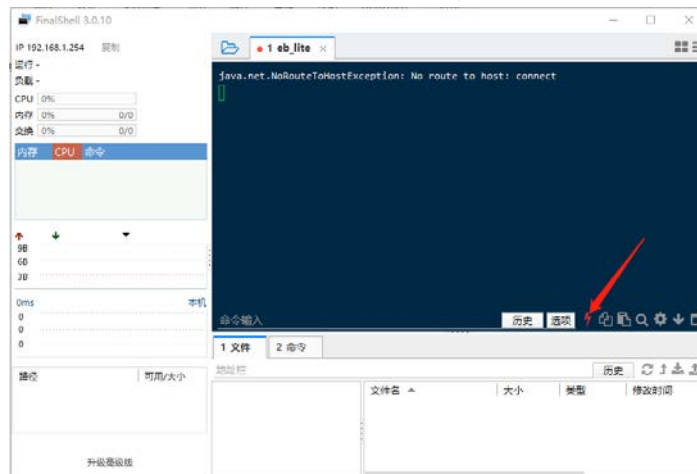 FinalShell 3.0.10
IP 192.168.1.254 复制
运行 -
负载 -
CPU 0%
内存 0% 0/0
交换 0% 0/0
内存 CPU 命令
9B
6B
3B
0ms 本机
0
0
0
路径 可用/大小
升级高级版
1 eb_lite ×
java.net.NoRouteToHostException: No route to host: connect
命令输入 历史 选项
1 文件 2 命令
地址栏 历史
文件名 大小 类型 修改时间